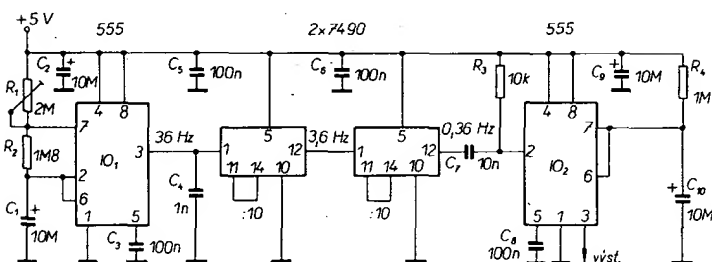 +5 V
555
2x7490
555
R1
2M
C2
+
10M
C5
100n
C6
100n
R3
10k
C9
+
10M
R4
1M
4
8
7
R2
1M8
2
6
IO1
3
36 Hz
1
5
12
11
14
10
:10
3,6 Hz
1
5
12
11
14
10
:10
0,36 Hz
C7
10n
2
4
8
7
6
IO2
C1
+
10M
1
5
C3
100n
C4
1n
5
1
3
C8
100n
výst.
C10
+
10M